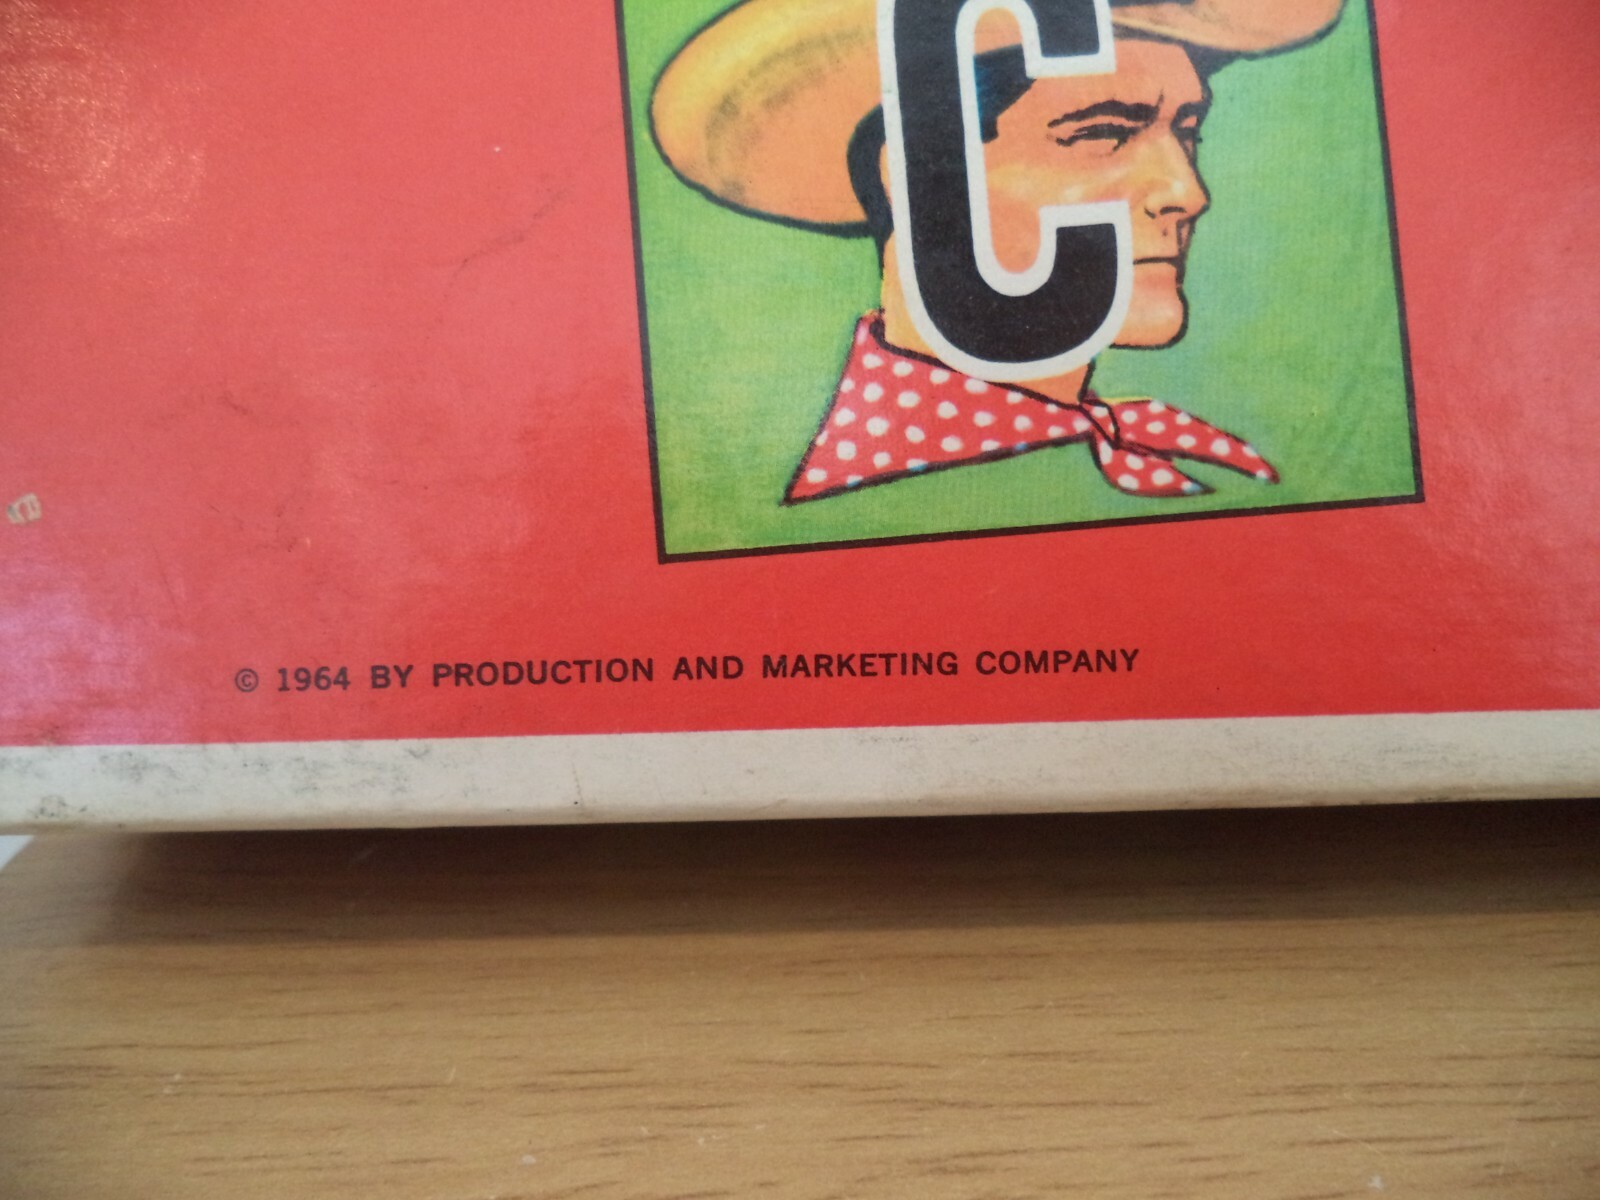 C
© 1964 BY PRODUCTION AND MARKETING COMPANY